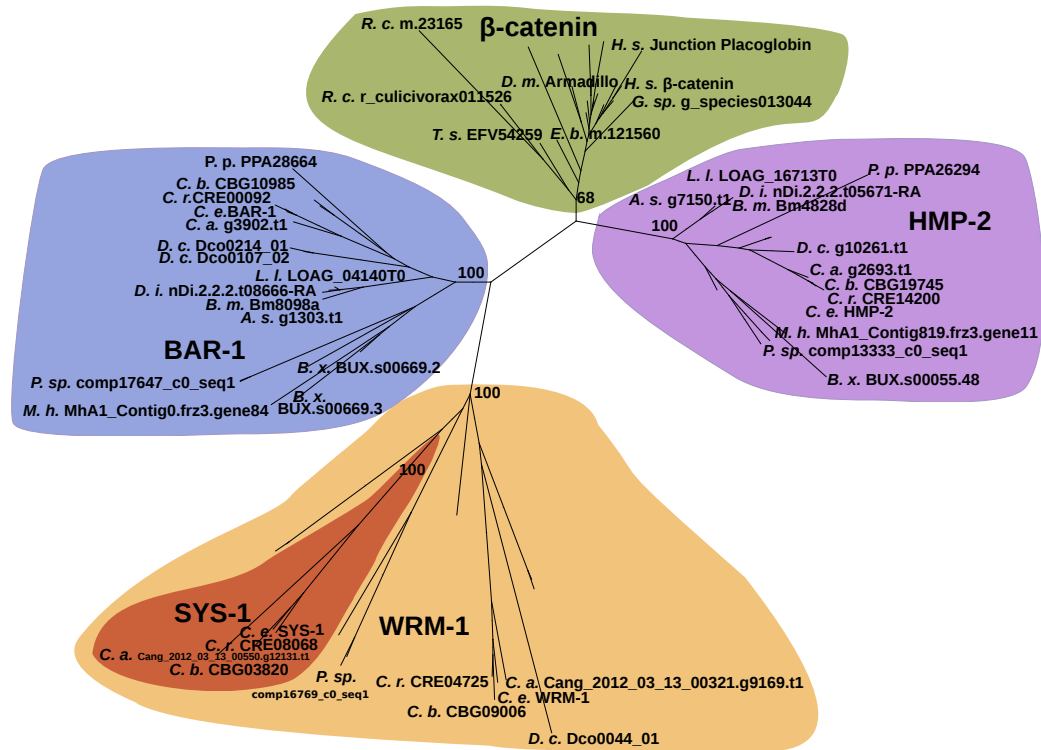 R. c. m.23165
β-catenin
H. s. Junction Placoglobin
D. m. Armadillo
H. s. β-catenin
R. c. r_culicivorax011526
G. sp. g_species013044
T. s. EFV54259
E. b. m.121560
68
P. p. PPA28664
C. b. CBG10985
C. r.CRE00092
C. e.BAR-1
C. a. g3902.t1
D. c. Dco0214_01
D. c. Dco0107_02
L. l. LOAG_04140T0
100
D. i. nDi.2.2.2.t08666-RA
B. m. Bm8098a
A. s. g1303.t1
BAR-1
B. x. BUX.s00669.2
P. sp. comp17647_c0_seq1
B. x.
BUX.s00669.3
M. h. MhA1_Contig0.frz3.gene84
L. l. LOAG_16713T0
P. p. PPA26294
D. i. nDi.2.2.2.t05671-RA
A. s. g7150.t1
B. m. Bm4828d
HMP-2
100
D. c. g10261.t1
C. a. g2693.t1
C. b. CBG19745
C. r. CRE14200
C. e. HMP-2
M. h. MhA1_Contig819.frz3.gene11
P. sp. comp13333_c0_seq1
B. x. BUX.s00055.48
100
100
SYS-1
C. e. SYS-1
C. r. CRE08068
C. a. Cang_2012_03_13_00550.g12131.t1
C. b. CBG03820
WRM-1
P. sp.
comp16769_c0_seq1
C. r. CRE04725
C. a. Cang_2012_03_13_00321.g9169.t1
C. e. WRM-1
C. b. CBG09006
D. c. Dco0044_01